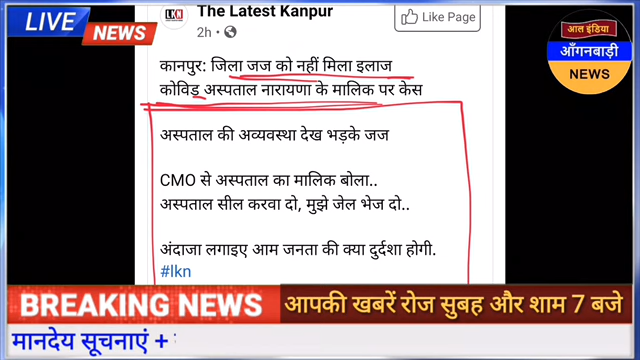 LIVE NEWS
LKN
The Latest Kanpur
2h
Like Page
आल इंडिया
आँगनबाड़ी
NEWS
कानपुर: जिला जज को नहीं मिला इलाज
कोविड अस्पताल नारायणा के मालिक पर केस
अस्पताल की अव्यवस्था देख भड़के जज
CMO से अस्पताल का मालिक बोला..
अस्पताल सील करवा दो, मुझे जेल भेज दो..
अंदाजा लगाइए आम जनता की क्या दुर्दशा होगी.
#lkn
BREAKING NEWS
आपकी खबरें रोज सुबह और शाम 7 बजे
मानदेय सूचनाएं +